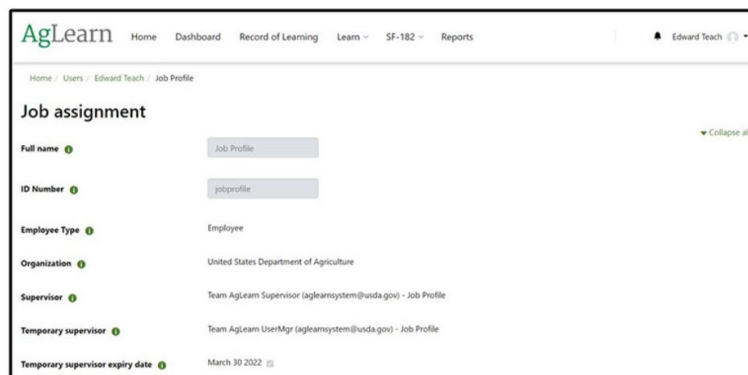 AgLearn Home Dashboard Record of Learning Learn SF-182 Reports Edward Teach
Home / Users / Edward Teach / Job Profile
Job assignment
Collapse al
Full name Job Profile
ID Number jobprofile
Employee Type Employee
Organization United States Department of Agriculture
Supervisor Team AgLearn Supervisor (aglearnsystem@usda.gov) - Job Profile
Temporary supervisor Team AgLearn UserMgr (aglearnsystem@usda.gov) - Job Profile
Temporary supervisor expiry date March 30 2022